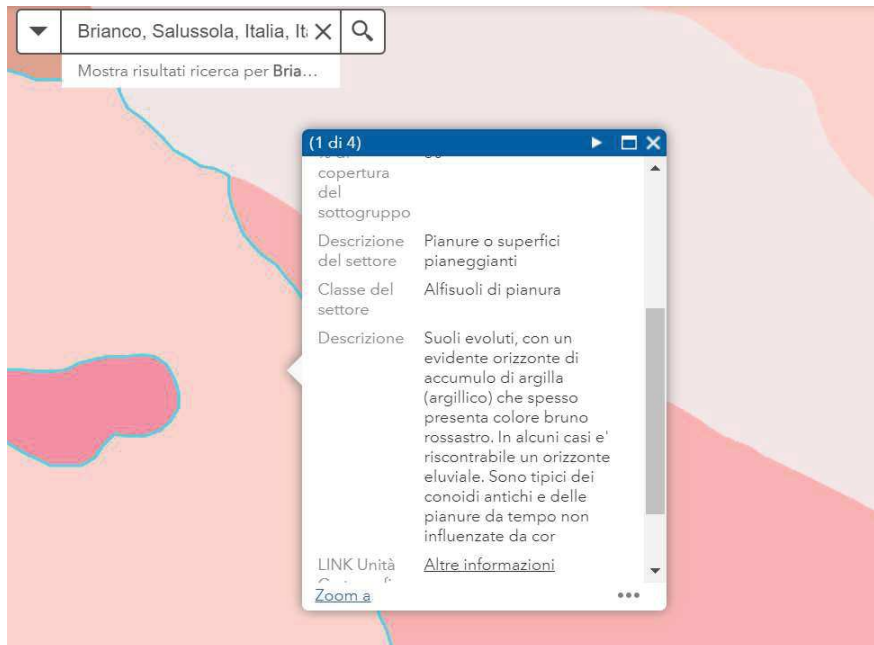 Brianco, Salussola, Italia, It
Mostra risultati ricerca per Bria...
(1 di 4)
copertura
del
sottogruppo
Descrizione del settore
Pianure o superfici pianeggianti
Classe del settore
Alfisuoli di pianura
Descrizione
Suoli evoluti, con un
evidente orizzonte di
accumulo di argilla
(argillico) che spesso
presenta colore bruno
rossastro. In alcuni casi e'
riscontrabile un orizzonte
eluviale. Sono tipici dei
conoidi antichi e delle
pianure da tempo non
influenzate da cor
LINK Unità
Altre informazioni
Zoom a